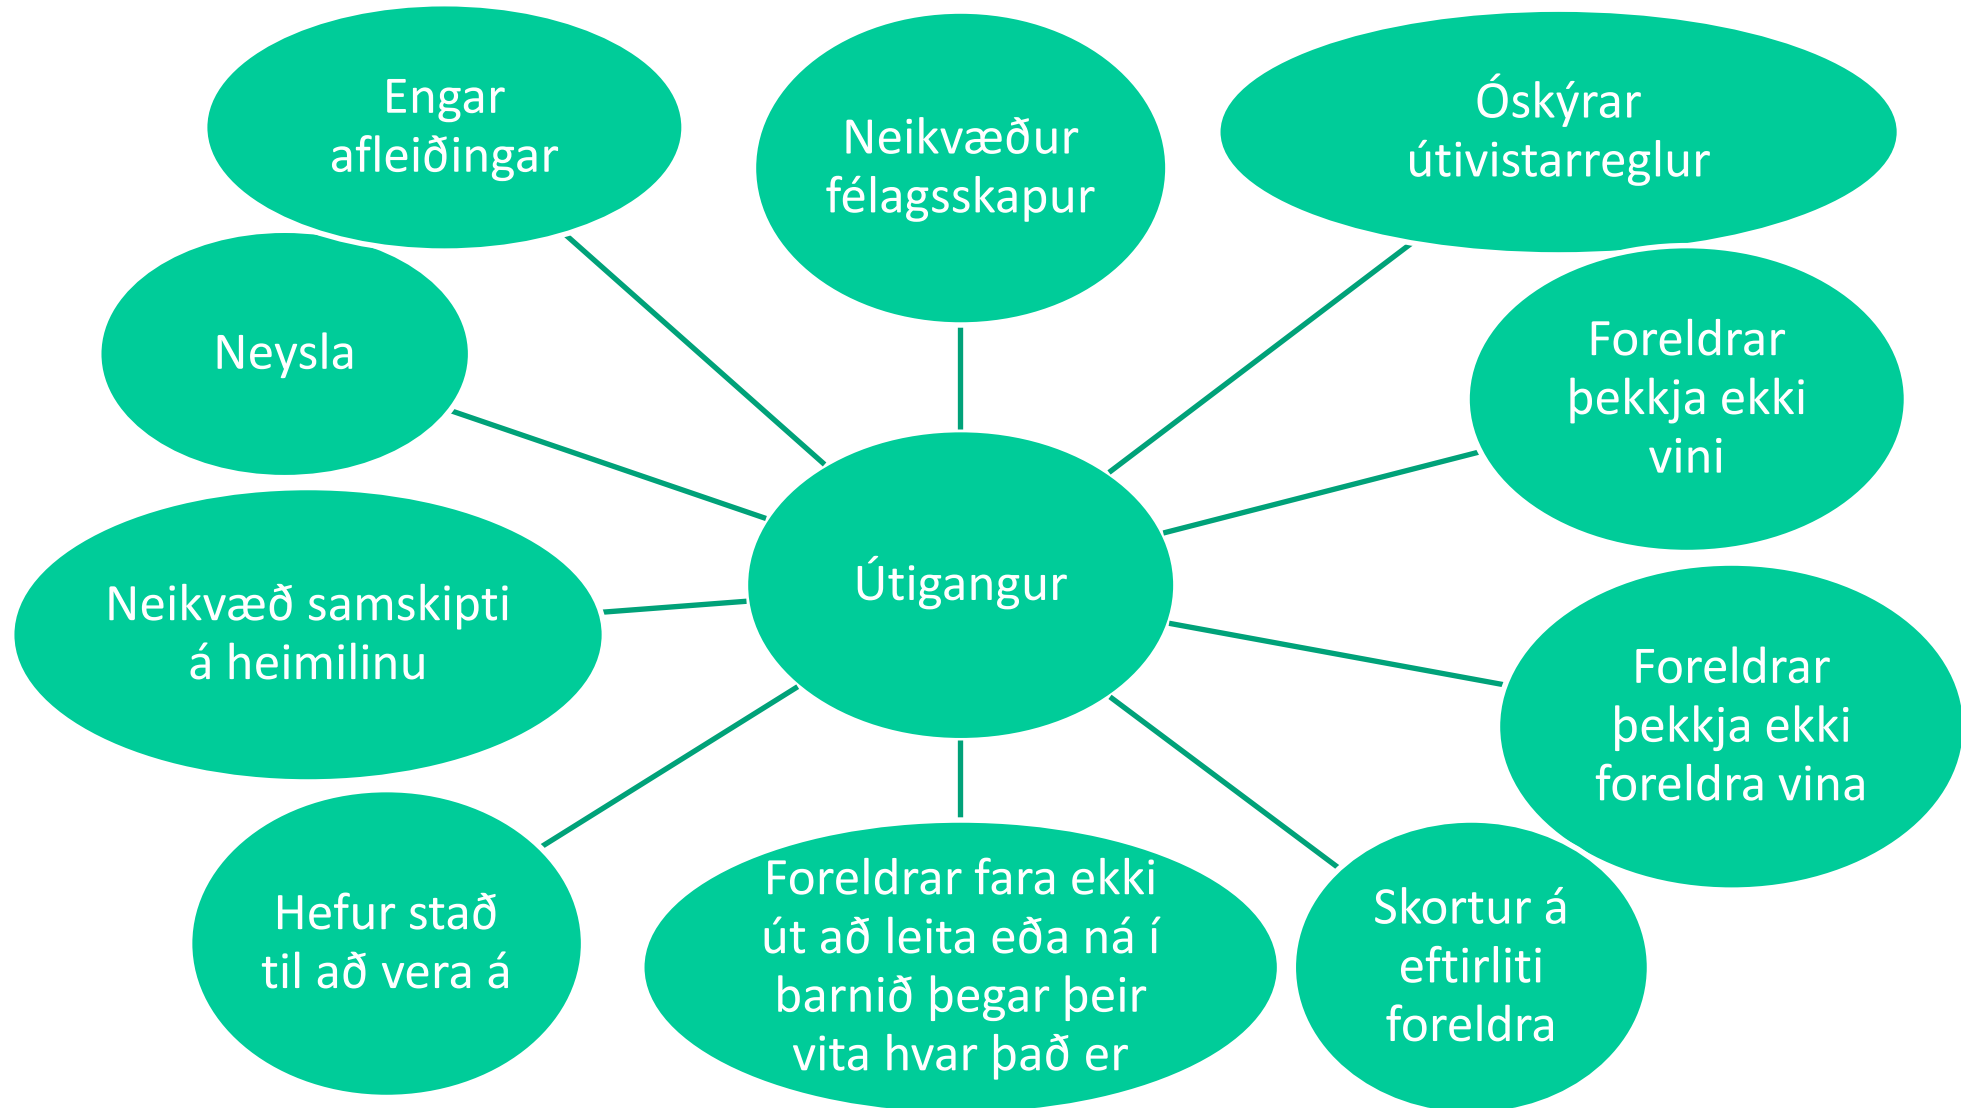 Engar
afleiðingar
Neikvæður
félagsskapur
Óskýrar
útivistarreglur
Neysla
Foreldrar
þekkja ekki
vini
Útigangur
Neikvæð samskipti
á heimilinu
Foreldrar
þekkja ekki
foreldra vina
Hefur stað
til að vera á
Foreldrar fara ekki
út að leita eða ná í
barnið þegar þeir
vita hvar það er
Skortur á
eftirliti
foreldra